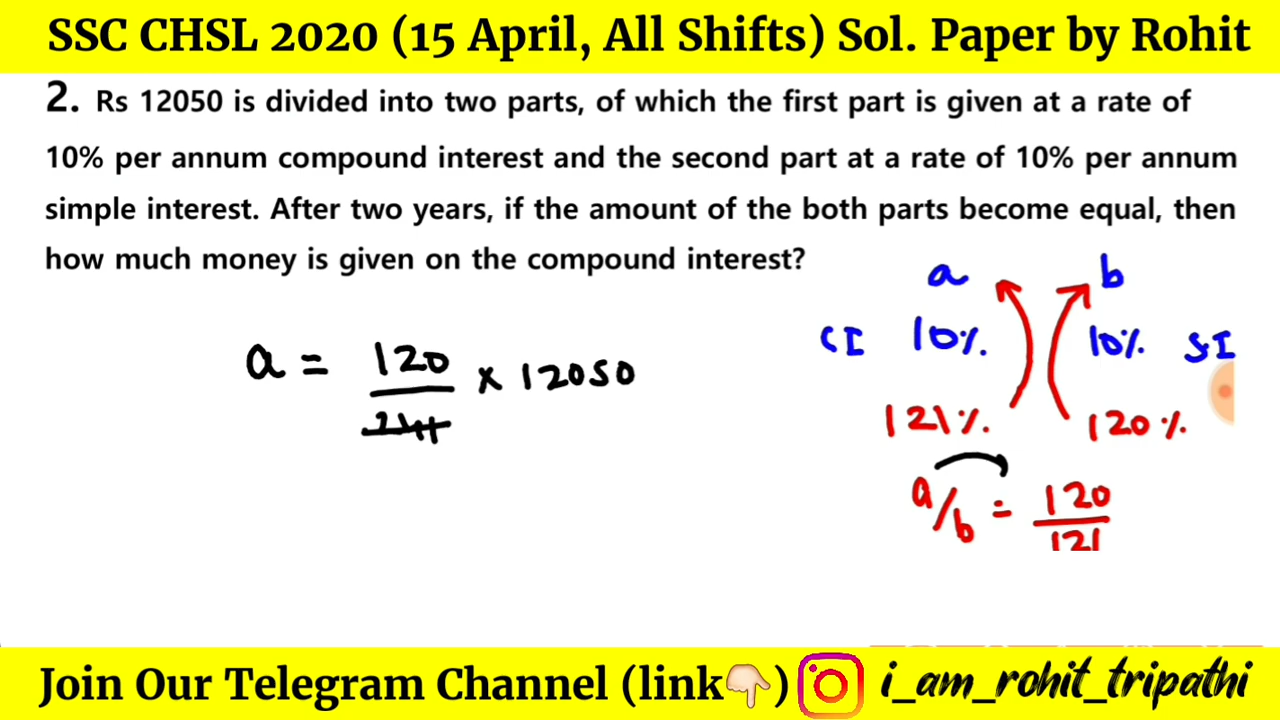 SSC CHSL 2020 (15 April, All Shifts) Sol. Paper by Rohit
2. Rs 12050 is divided into two parts, of which the first part is given at a rate of
10% per annum compound interest and the second part at a rate of 10% per annum
simple interest. After two years, if the amount of the both parts become equal, then
how much money is given on the compound interest?
a b
CI 10% 10% SI
a = 120/241 × 12050
121% 120%
a/b = 120/121
Join Our Telegram Channel (link👇🏻) i_am_rohit_tripathi